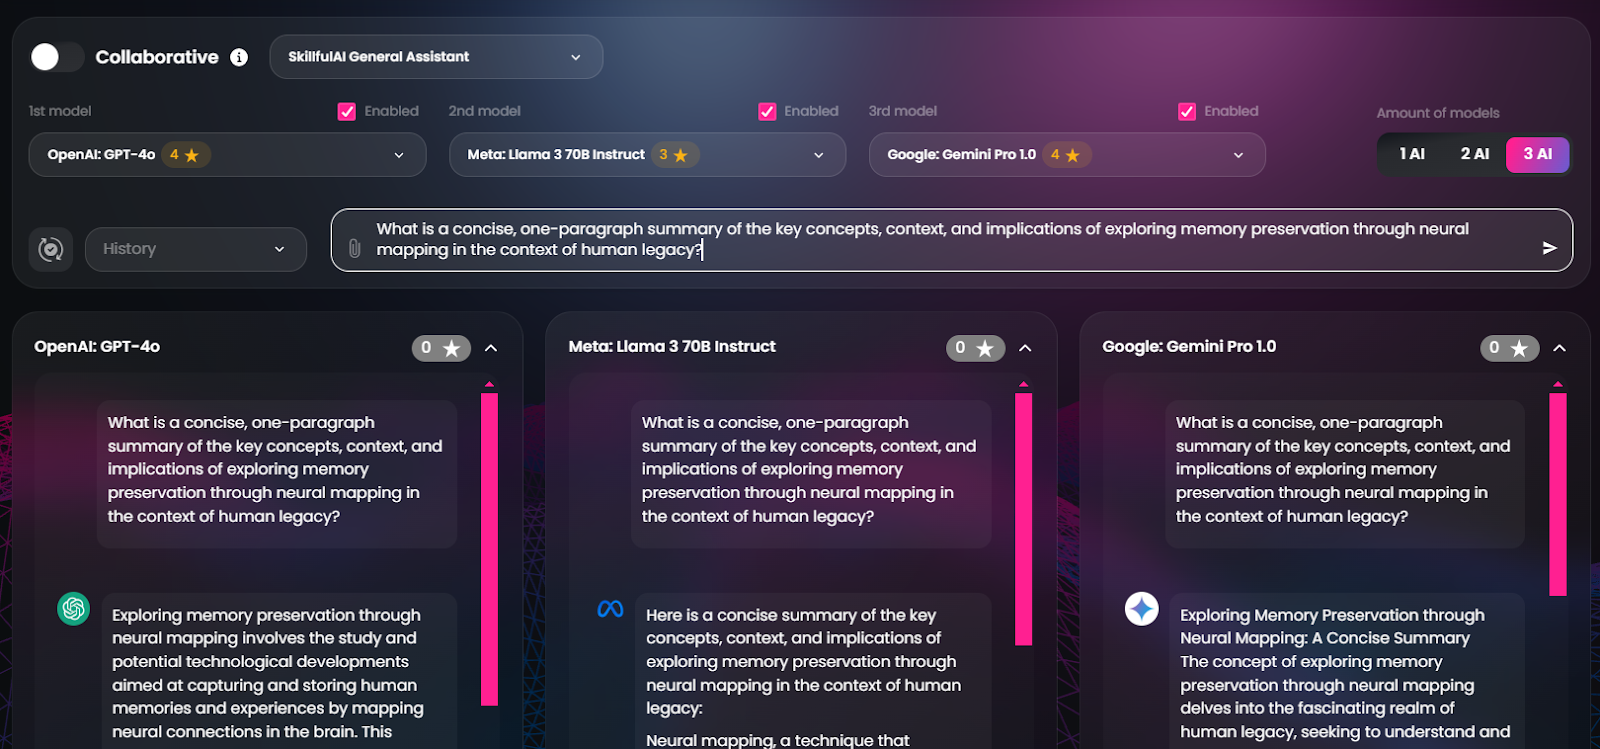 Collaborative
SkillfulAI General Assistant
1st model
Enabled
2nd model
Enabled
3rd model
Enabled
Amount of models
OpenAI: GPT-4o 4
Meta: Llama 3 70B Instruct 3
Google: Gemini Pro 1.0 4
1 AI 2 AI 3 AI
History
What is a concise, one-paragraph summary of the key concepts, context, and implications of exploring memory preservation through neural
mapping in the context of human legacy?
OpenAI: GPT-4o
0
What is a concise, one-paragraph
summary of the key concepts, context, and
implications of exploring memory
preservation through neural mapping in
the context of human legacy?
Exploring memory preservation through
neural mapping involves the study and
potential technological developments
aimed at capturing and storing human
memories and experiences by mapping
neural connections in the brain. This
Meta: Llama 3 70B Instruct
0
What is a concise, one-paragraph
summary of the key concepts, context, and
implications of exploring memory
preservation through neural mapping in
the context of human legacy?
Here is a concise summary of the key
concepts, context, and implications of
exploring memory preservation through
neural mapping in the context of human
legacy:
Neural mapping, a technique that
Google: Gemini Pro 1.0
0
What is a concise, one-paragraph
summary of the key concepts, context, and
implications of exploring memory
preservation through neural mapping in
the context of human legacy?
Exploring Memory Preservation through
Neural Mapping: A Concise Summary
The concept of exploring memory
preservation through neural mapping
delves into the fascinating realm of
human legacy, seeking to understand and